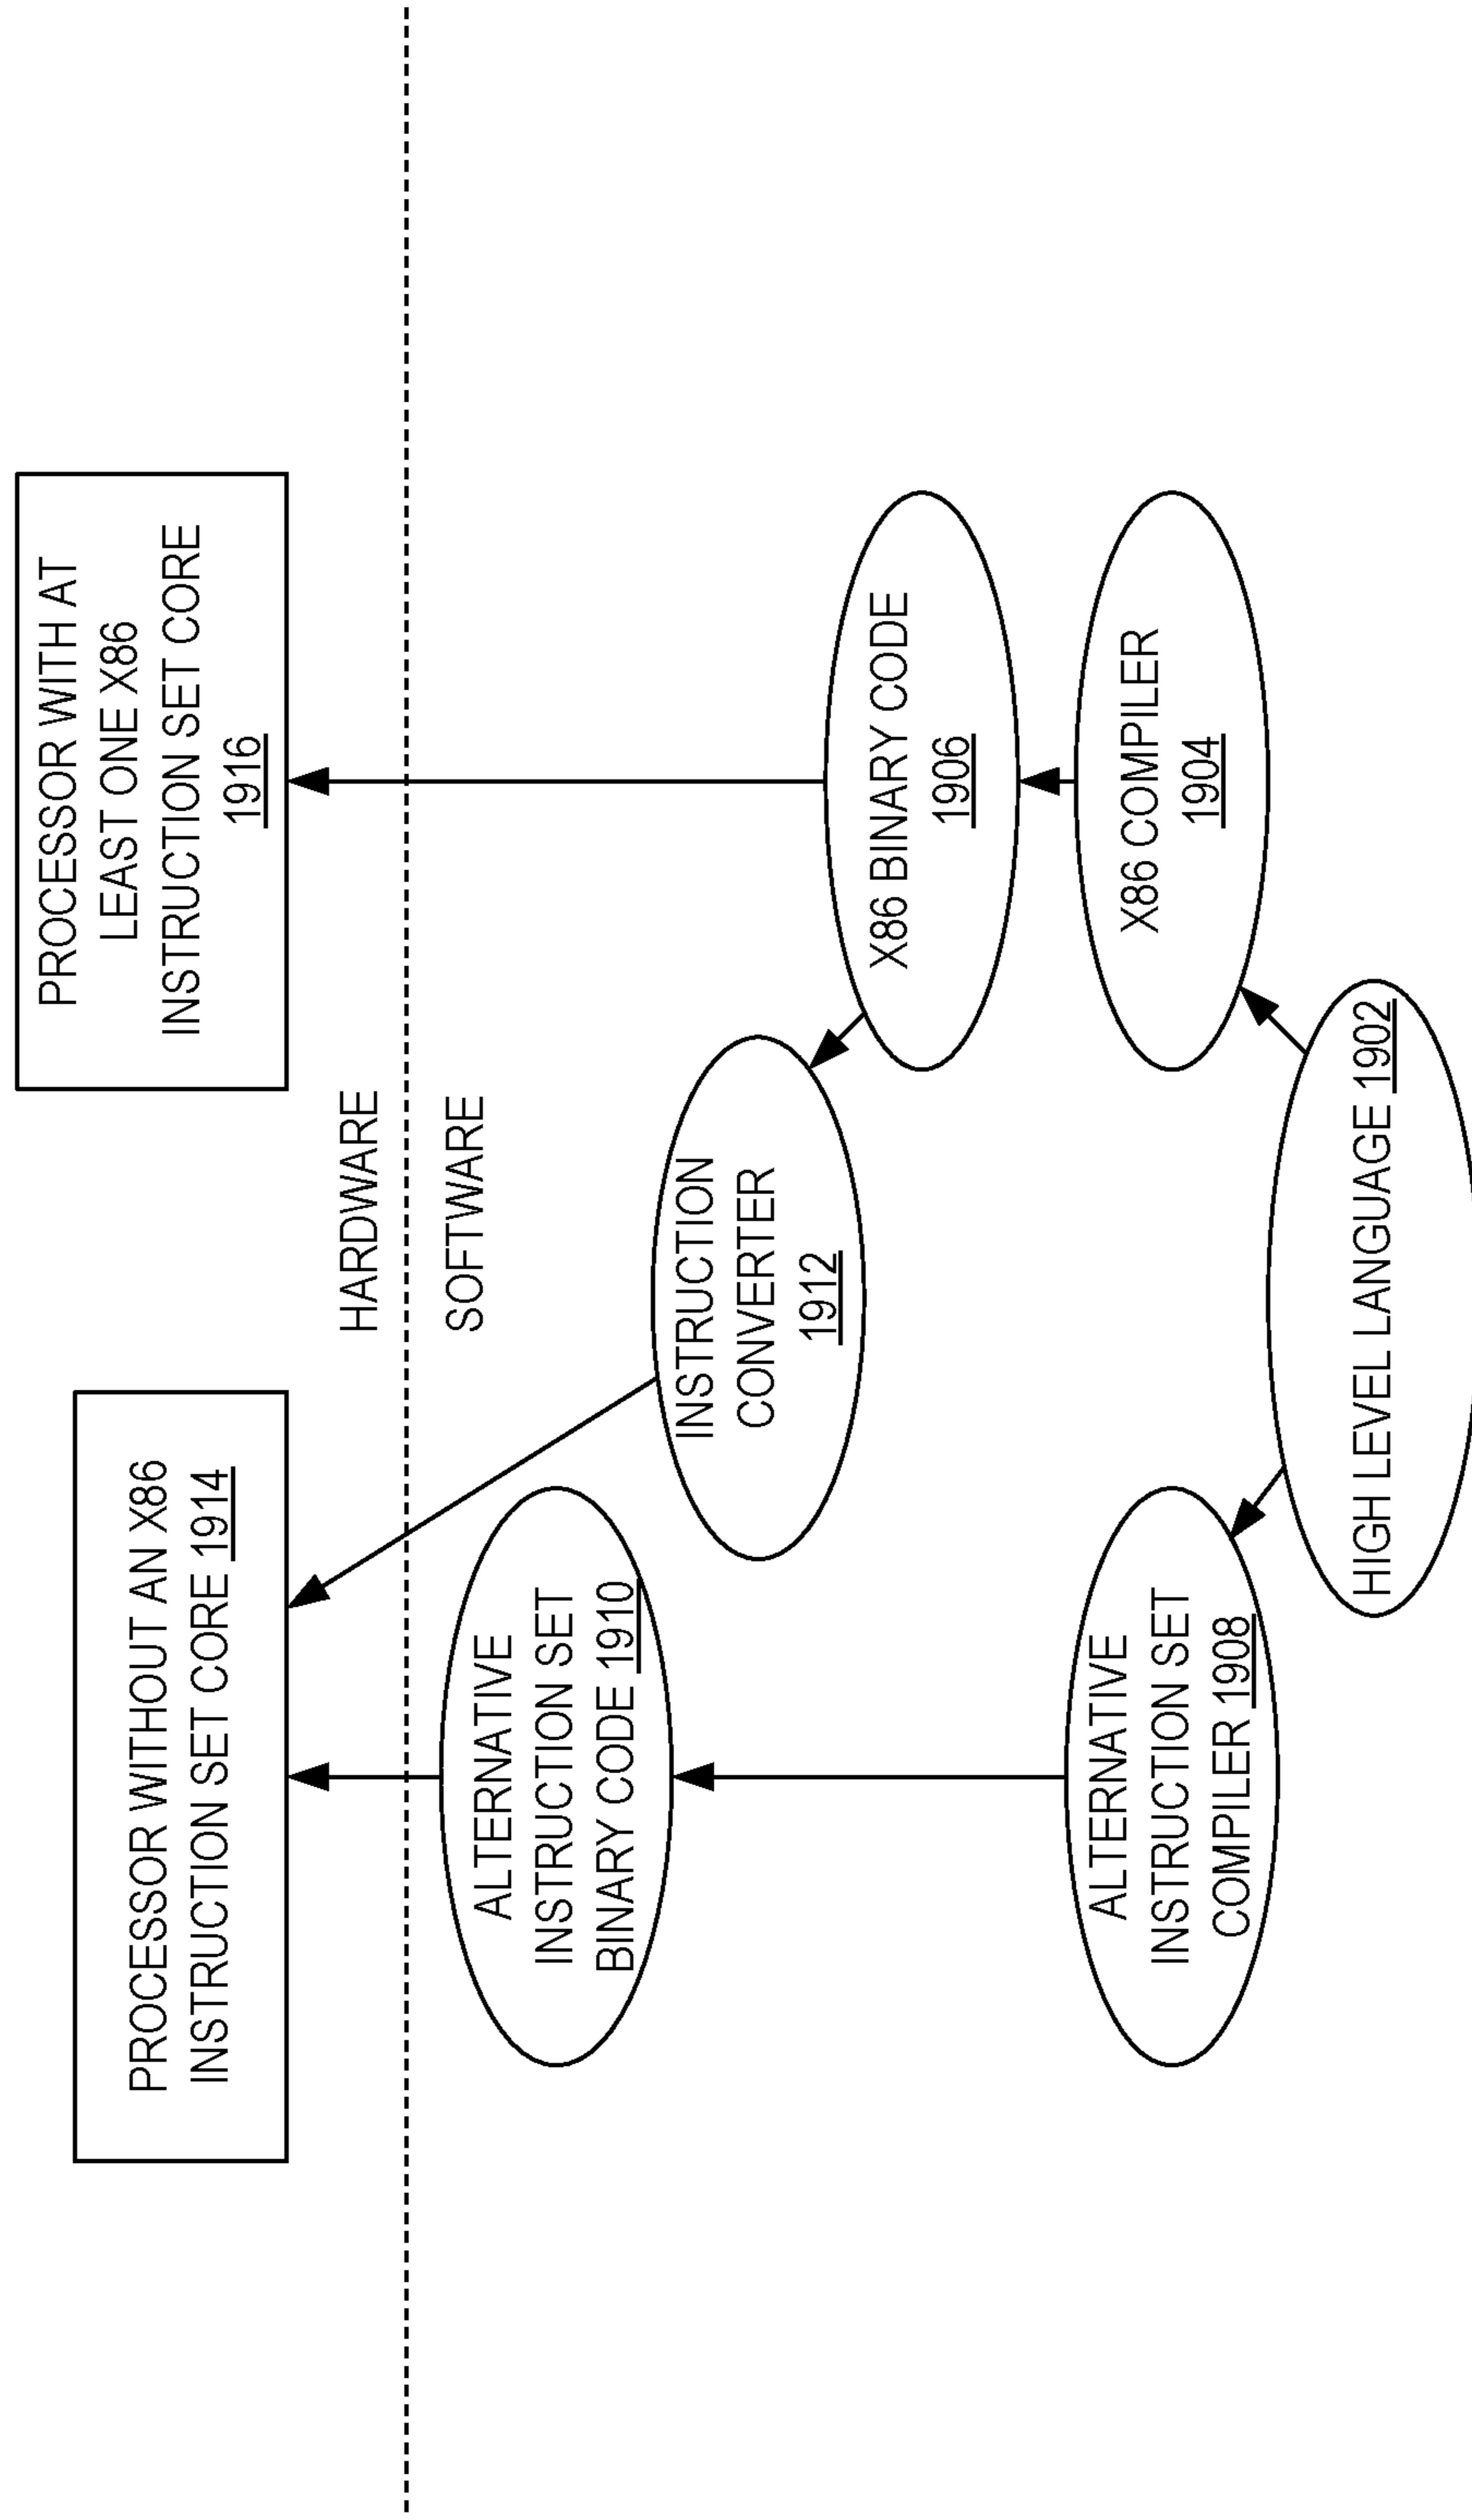 PROCESSOR WITHOUT AN X86
INSTRUCTION SET CORE 1914
PROCESSOR WITH AT
LEAST ONE X86
INSTRUCTION SET CORE
1916
HARDWARE
SOFTWARE
ALTERNATIVE
INSTRUCTION SET
BINARY CODE 1910
INSTRUCTION
CONVERTER
1912
X86 BINARY CODE
1906
ALTERNATIVE
INSTRUCTION SET
COMPILER 1908
X86 COMPILER
1904
HIGH LEVEL LANGUAGE 1902